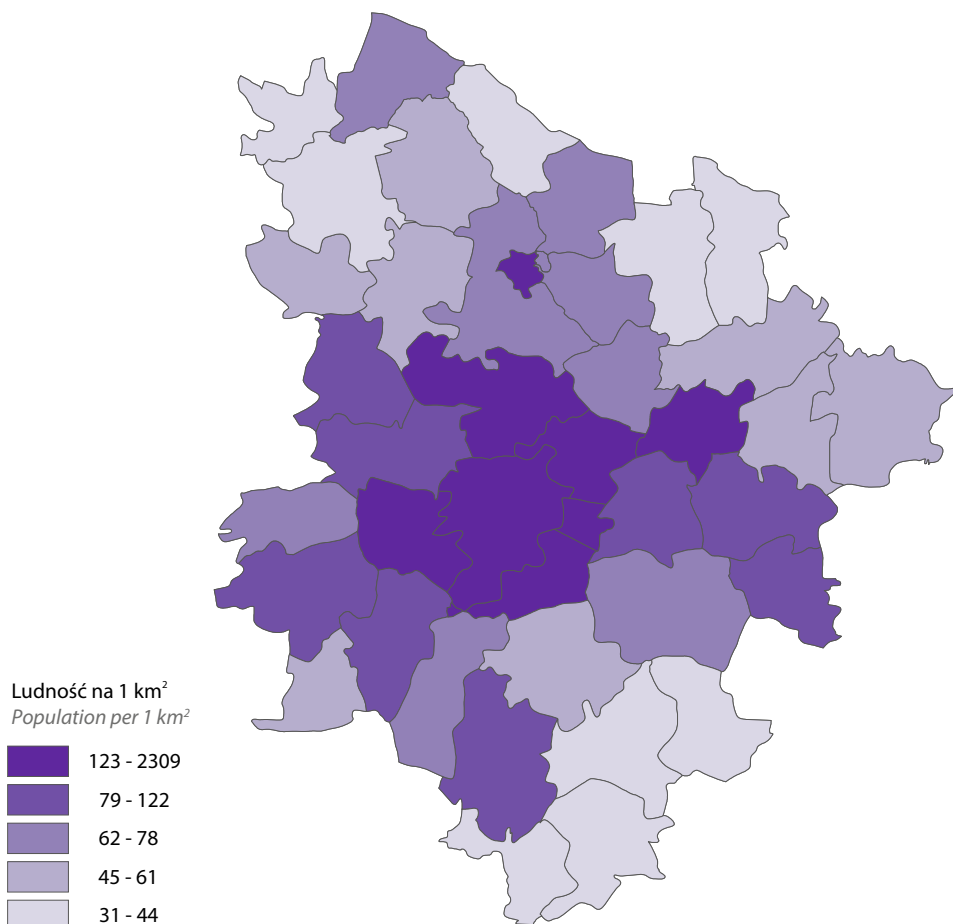 Ludność na 1 km²
Population per 1 km²
123 - 2309
79 - 122
62 - 78
45 - 61
31 - 44